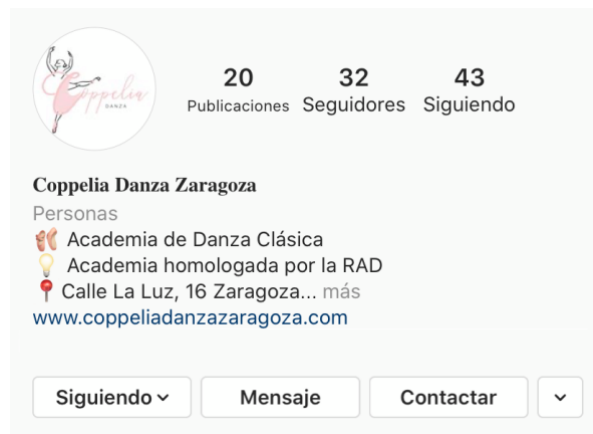 Coppelia
DANZA
20 32 43
Publicaciones Seguidores Siguiendo
Coppelia Danza Zaragoza
Personas
Academia de Danza Clásica
Academia homologada por la RAD
Calle La Luz, 16 Zaragoza... más
www.coppeliadanzazaragoza.com
Siguiendo Mensaje Contactar